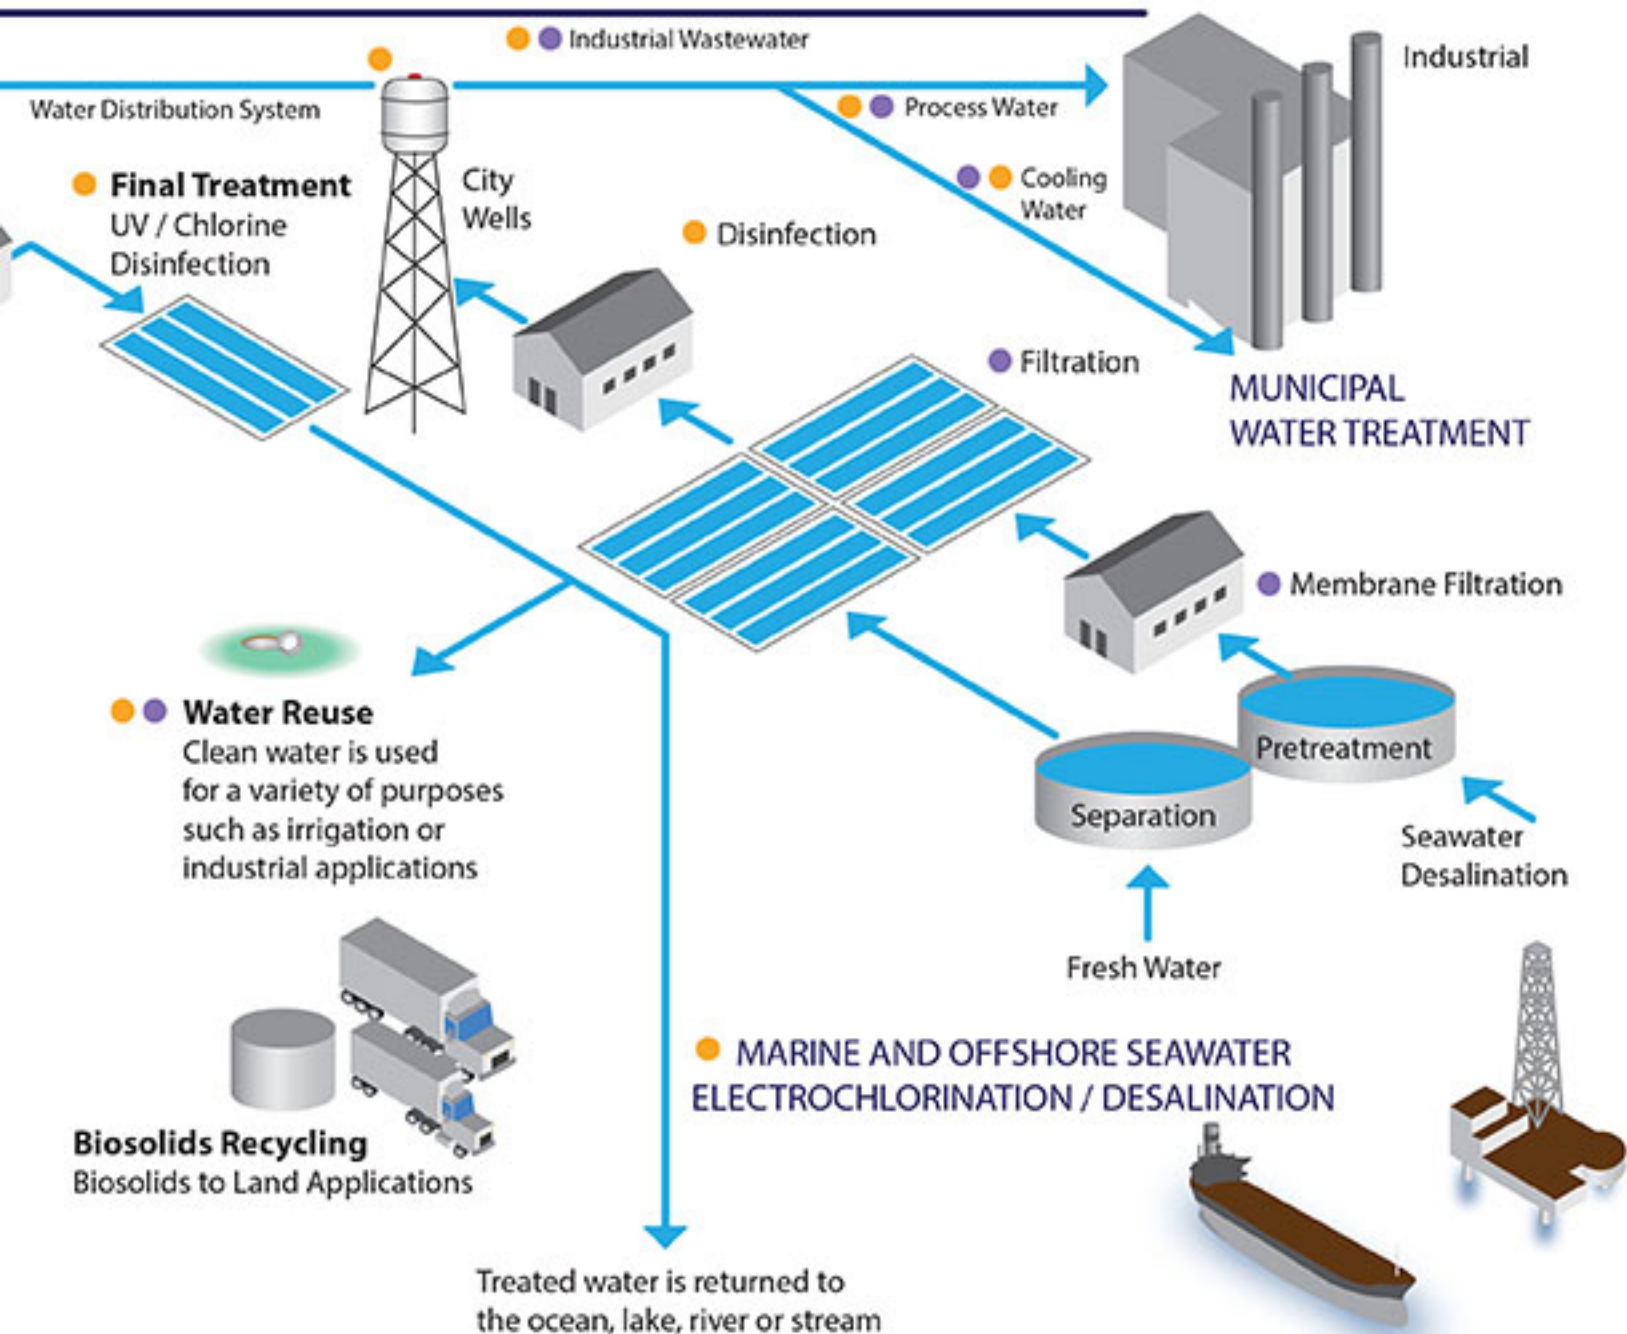 Industrial Wastewater
Industrial
Water Distribution System
Process Water
Final Treatment
UV / Chlorine
Disinfection
City
Wells
Cooling
Water
Disinfection
Filtration
MUNICIPAL
WATER TREATMENT
Membrane Filtration
Water Reuse
Clean water is used
for a variety of purposes
such as irrigation or
industrial applications
Pretreatment
Separation
Seawater
Desalination
Fresh Water
MARINE AND OFFSHORE SEAWATER
ELECTROCHLORINATION / DESALINATION
Biosolids Recycling
Biosolids to Land Applications
Treated water is returned to
the ocean, lake, river or stream